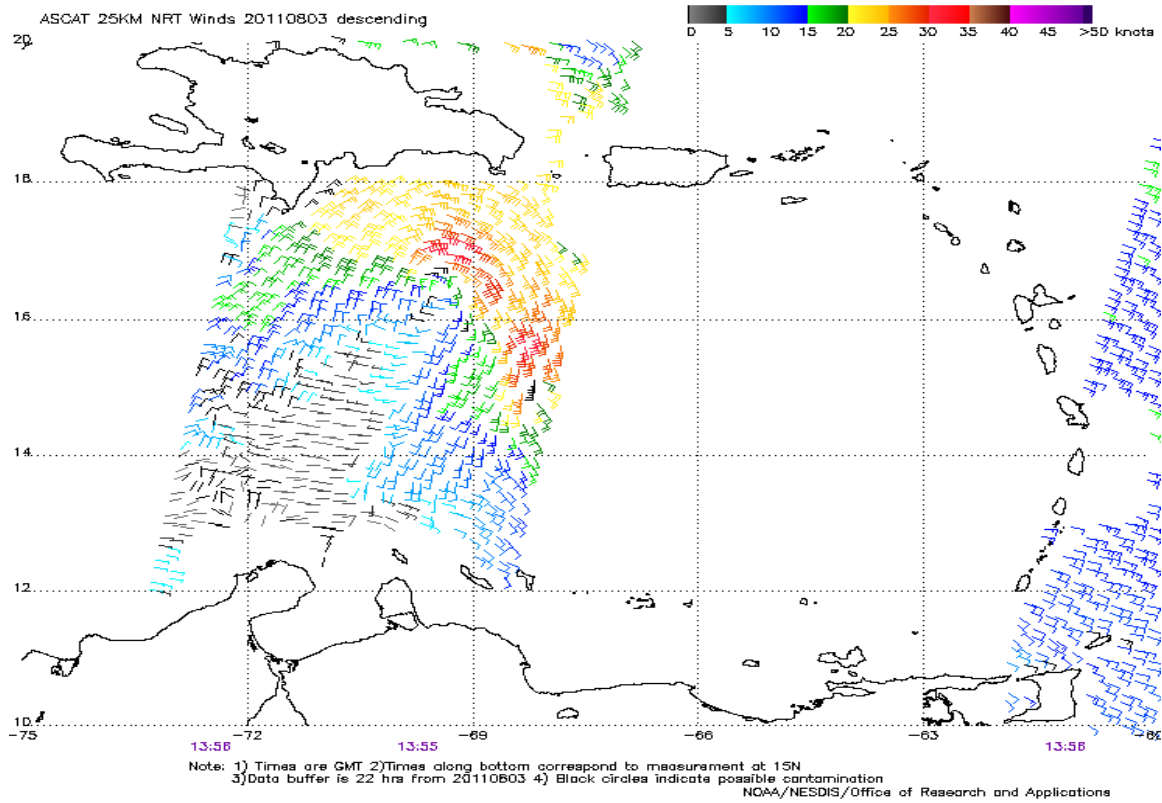 ASCAT 25KM NRT Winds 20110803 descending
0 5 10 15 20 25 30 35 40 45 >50 knots
20
18
16
14
12
10
-75 -72 -69 -66 -63 -60
13:56 13:55 13:56
Note: 1) Times are GMT 2)Times along bottom correspond to measurement at 15N
3)Data buffer is 22 hrs from 20110803 4) Black circles indicate possible contamination
NOAA/NESDIS/Office of Research and Applications